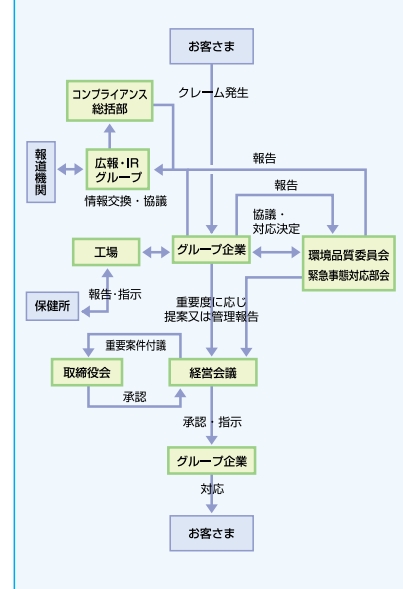 お客さま
クレーム発生
コンプライアンス
総括部
報道機関
広報・IR
グループ
情報交換・協議
報告
報告
協議・
対応決定
工場
グループ企業
環境品質委員会
緊急事態対応部会
保健所
報告・指示
重要度に応じ
提案又は管理報告
重要案件付議
取締役会
経営会議
承認
承認・指示
グループ企業
対応
お客さま